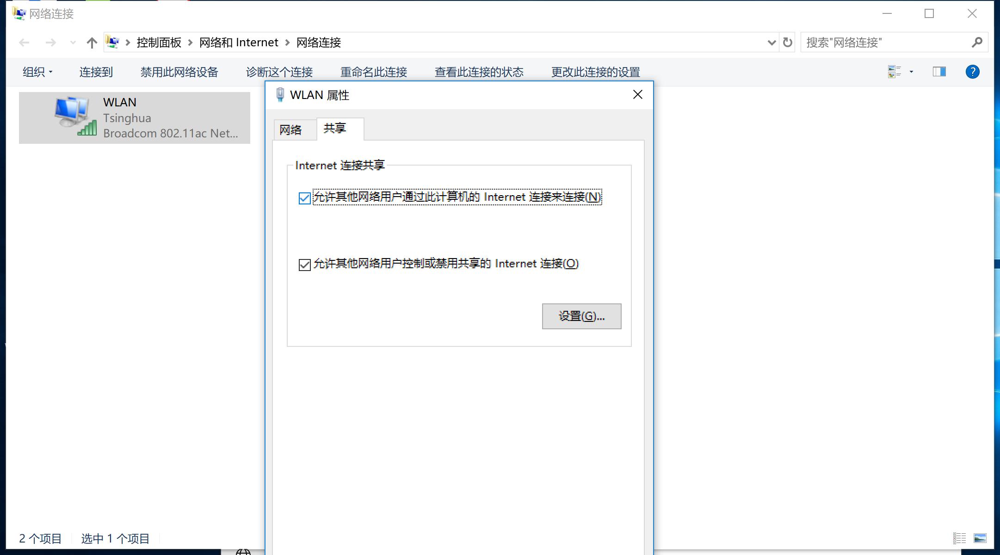 网络连接
控制面板 > 网络和 Internet > 网络连接
搜索"网络连接"
组织 连接到 禁用此网络设备 诊断这个连接 重命名此连接 查看此连接的状态 更改此连接的设置
WLAN
Tsinghua
Broadcom 802.11ac Net...
WLAN 属性
网络 共享
Internet 连接共享
允许其他网络用户通过此计算机的 Internet 连接来连接(N)
允许其他网络用户控制或禁用共享的 Internet 连接(O)
设置(G)...
2 个项目 选中 1 个项目